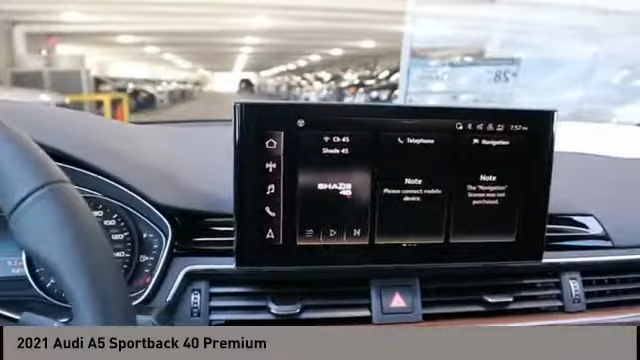 7:57
Ch 45
Shade 45
Telephone
Navigation
SHADE
45
Note
Please connect mobile
device.
Note
The "Navigation"
license was not
purchased.
2021 Audi A5 Sportback 40 Premium